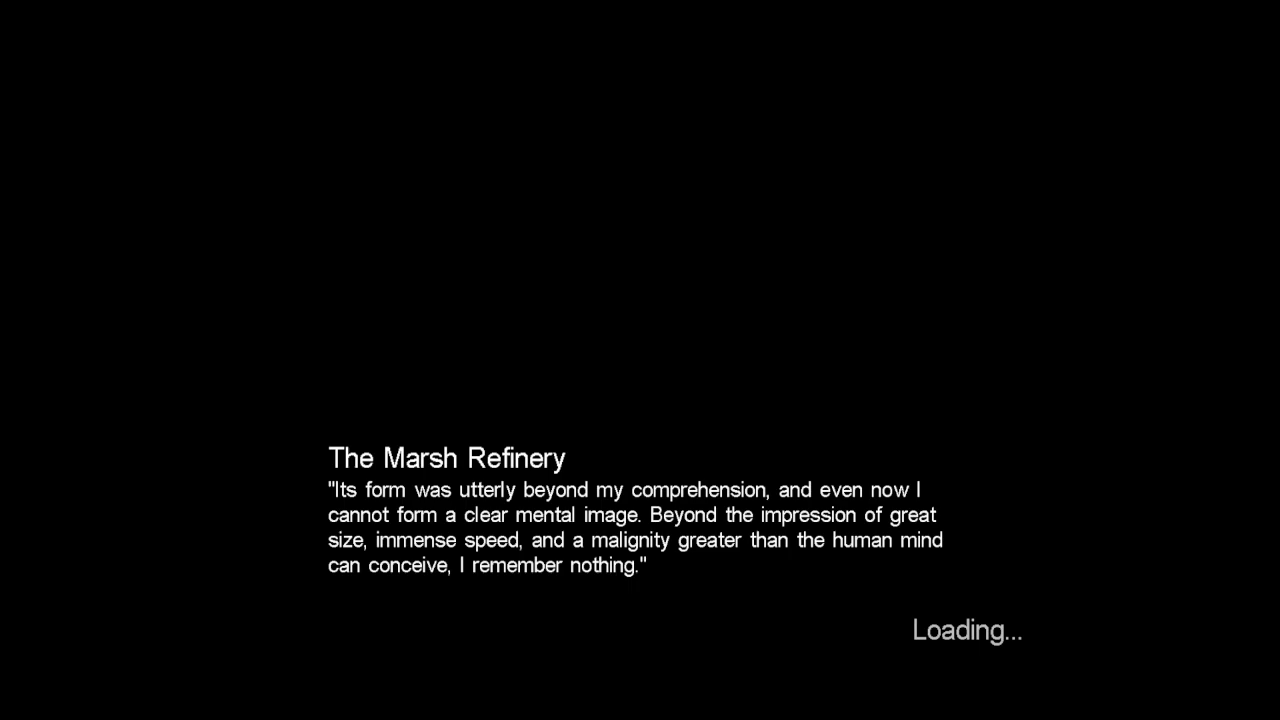 The Marsh Refinery
"Its form was utterly beyond my comprehension, and even now I
cannot form a clear mental image. Beyond the impression of great
size, immense speed, and a malignity greater than the human mind
can conceive, I remember nothing."
Loading...